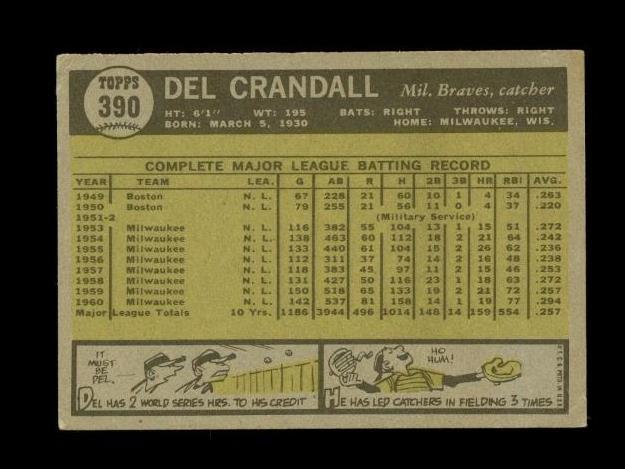 TOPPS
390
DEL CRANDALL Mil. Braves, catcher
HT: 6'1" WT: 195 BATS: RIGHT THROWS: RIGHT
BORN: MARCH 5, 1930 HOME: MILWAUKEE, WIS.
COMPLETE MAJOR LEAGUE BATTING RECORD
YEAR TEAM LEA. G AB R H 2B 3B HR RBI AVG.
1949 Boston N. L. 67 228 21 60 10 1 4 34 .263
1950 Boston N. L. 79 255 21 56 11 0 4 37 .220
1951-2 (Military Service)
1953 Milwaukee N. L. 116 382 55 104 13 1 15 51 .272
1954 Milwaukee N. L. 138 463 60 112 18 2 21 64 .242
1955 Milwaukee N. L. 133 440 61 104 15 2 26 62 .236
1956 Milwaukee N. L. 112 311 37 74 14 2 16 48 .238
1957 Milwaukee N. L. 118 383 45 97 11 2 15 46 .253
1958 Milwaukee N. L. 131 427 50 116 23 1 18 63 .272
1959 Milwaukee N. L. 150 518 65 133 19 2 21 72 .257
1960 Milwaukee N. L. 142 537 81 158 14 1 19 77 .294
Major League Totals 10 Yrs. 1186 3944 496 1014 148 14 159 554 .257
IT
MUST
BE
DEL.
DEL HAS 2 WORLD SERIES HRS. TO HIS CREDIT
HO
HUM!
HE HAS LED CATCHERS IN FIELDING 3 TIMES